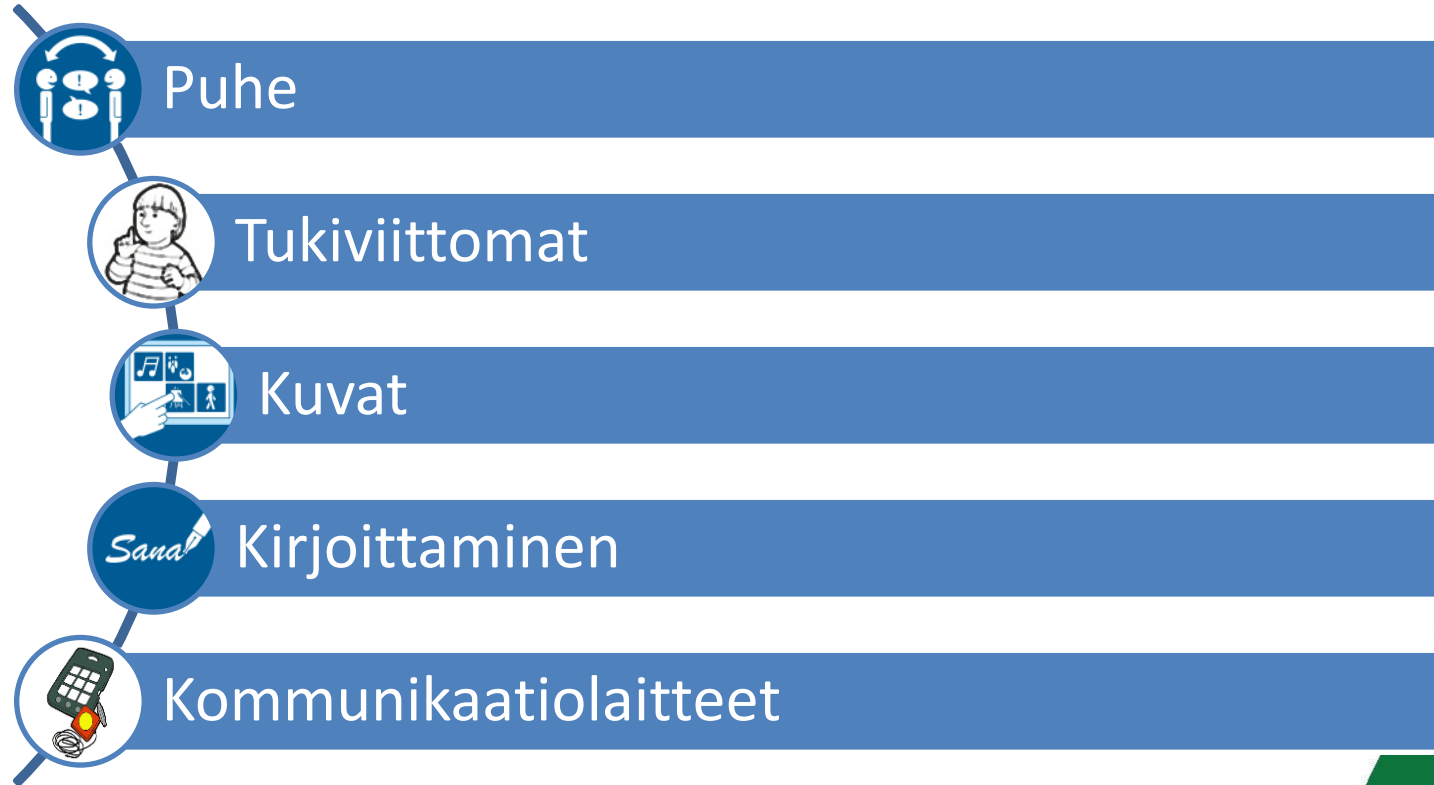 Puhe
Tukiviittomat
Kuvat
Sana
Kirjoittaminen
Kommunikaatiolaitteet